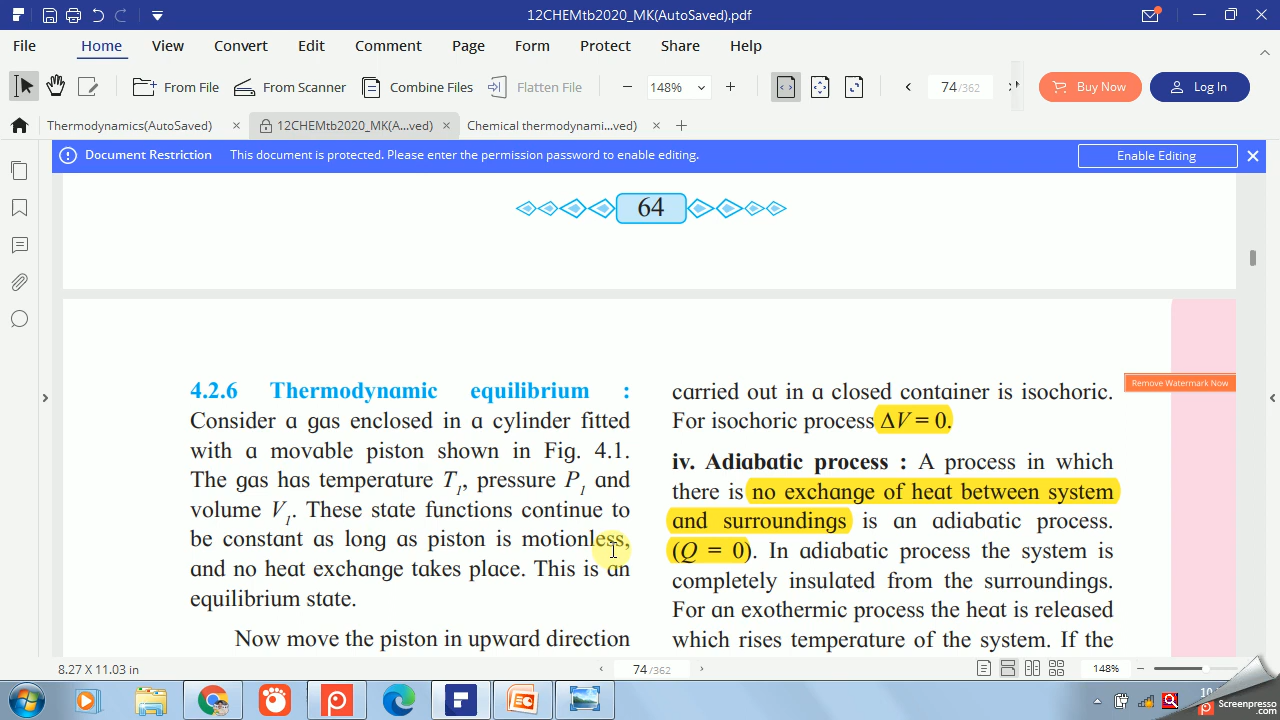 12CHEMtb2020_MK(AutoSaved).pdf
File Home View Convert Edit Comment Page Form Protect Share Help
From File From Scanner Combine Files Flatten File 148% 74/362 Buy Now Log In
Thermodynamics(AutoSaved) 12CHEMtb2020_MK(A...ved) Chemical thermodynami...ved)
Document Restriction This document is protected. Please enter the permission password to enable editing. Enable Editing
64
4.2.6 Thermodynamic equilibrium :
Consider a gas enclosed in a cylinder fitted
with a movable piston shown in Fig. 4.1.
The gas has temperature T₁, pressure P₁ and
volume V₁. These state functions continue to
be constant as long as piston is motionless,
and no heat exchange takes place. This is an
equilibrium state.
Now move the piston in upward direction
carried out in a closed container is isochoric.
For isochoric process ΔV = 0.
iv. Adiabatic process : A process in which
there is no exchange of heat between system
and surroundings is an adiabatic process.
(Q = 0). In adiabatic process the system is
completely insulated from the surroundings.
For an exothermic process the heat is released
which rises temperature of the system. If the
Remove Watermark Now
8.27 X 11.03 in 74/362 148%
Screenpresso
.com